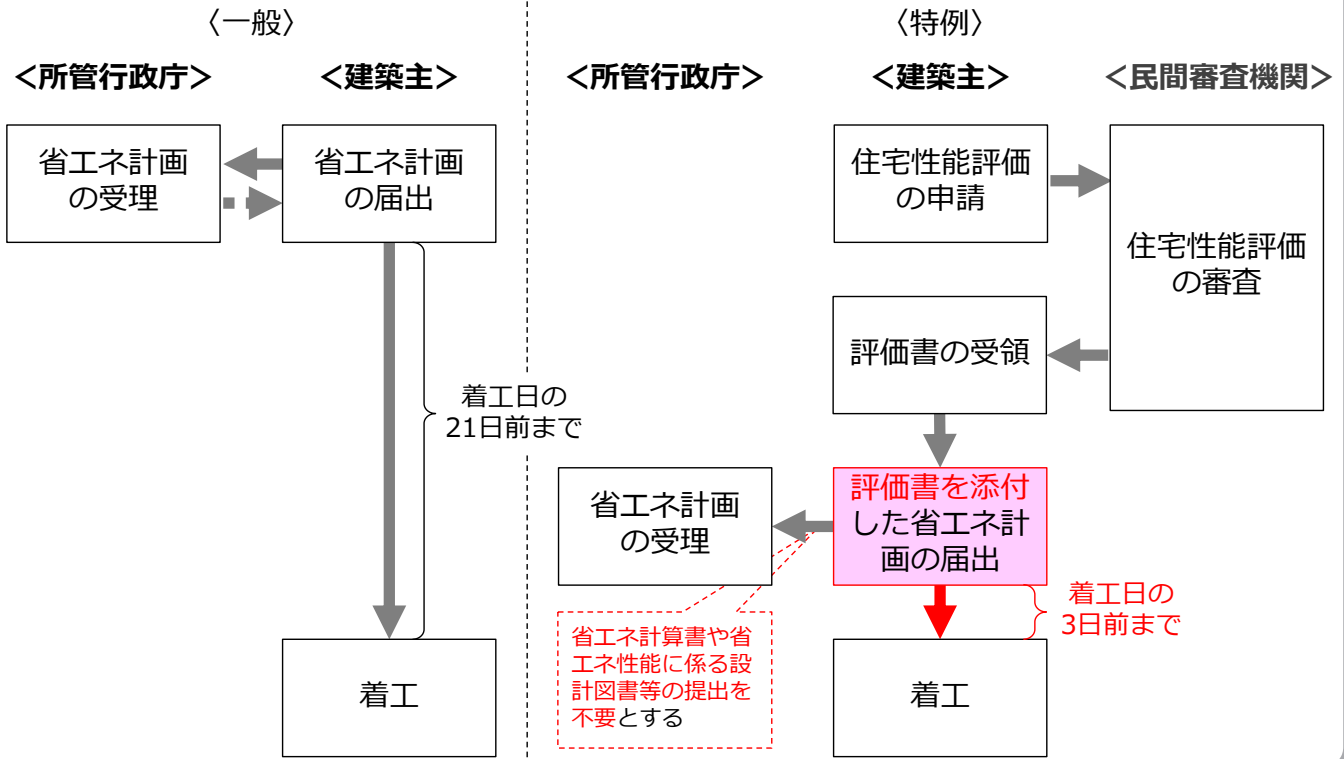 〈一般〉
<所管行政庁>
<建築主>
省エネ計画
の受理
省エネ計画
の届出
着工日の
21日前まで
着工
〈特例〉
<所管行政庁>
<建築主>
<民間審査機関>
住宅性能評価
の申請
住宅性能評価
の審査
評価書の受領
省エネ計画
の受理
評価書を添付
した省エネ計
画の届出
着工日の
3日前まで
省エネ計算書や省
エネ性能に係る設
計図書等の提出を
不要とする
着工